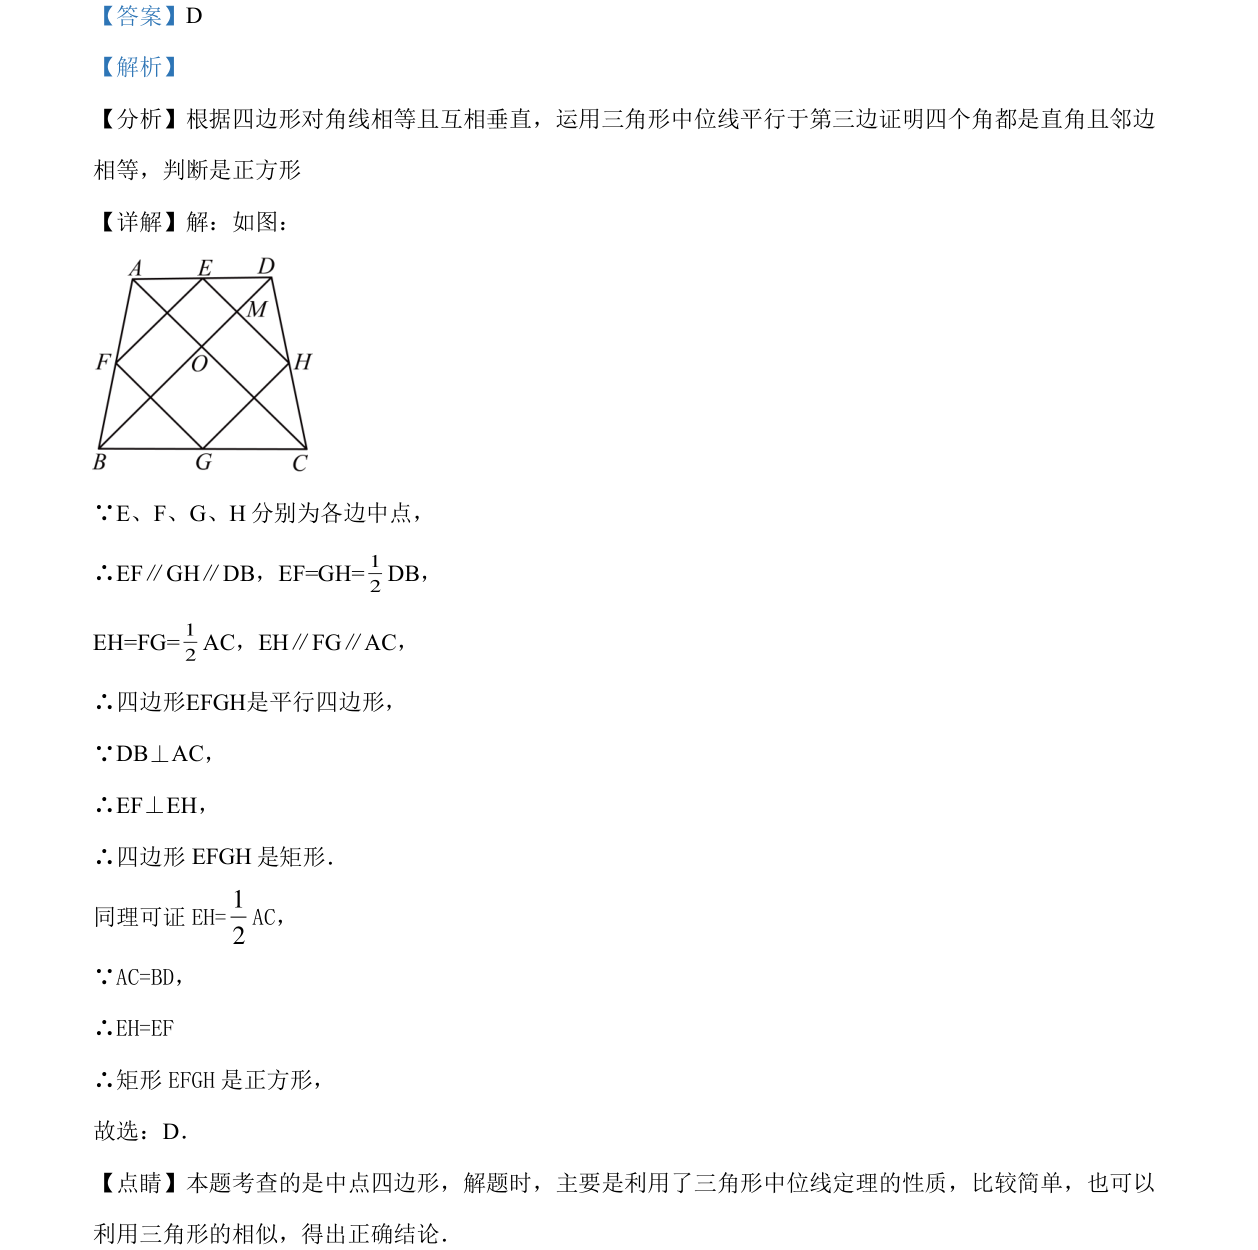 【答案】D
【解析】
【分析】根据四边形对角线相等且互相垂直，运用三角形中位线平行于第三边证明四个角都是直角且邻边
相等，判断是正方形
【详解】解：如图：
A E D
M
F O H
B G C
∵E、F、G、H 分别为各边中点，
∴EF∥GH∥DB，EF=GH=1/2 DB，
EH=FG=1/2 AC，EH∥FG∥AC，
∴四边形EFGH是平行四边形，
∵DB⊥AC，
∴EF⊥EH，
∴四边形 EFGH 是矩形．
同理可证 EH=1/2 AC，
∵AC=BD，
∴EH=EF
∴矩形 EFGH 是正方形，
故选：D．
【点睛】本题考查的是中点四边形，解题时，主要是利用了三角形中位线定理的性质，比较简单，也可以
利用三角形的相似，得出正确结论．